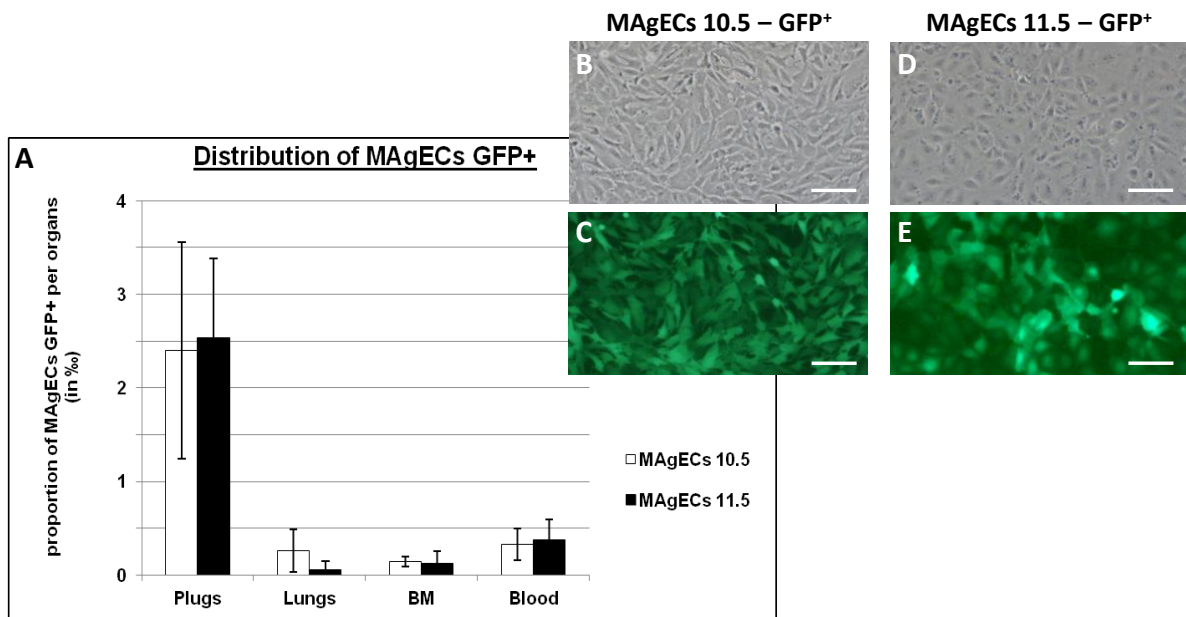 MAgECs 10.5 – GFP⁺
MAgECs 11.5 – GFP⁺
B
D
C
E
A
Distribution of MAgECs GFP+
proportion of MAgECs GFP+ per organs
(in ‰)
4
3
2
1
0
Plugs
Lungs
BM
Blood
MAgECs 10.5
MAgECs 11.5